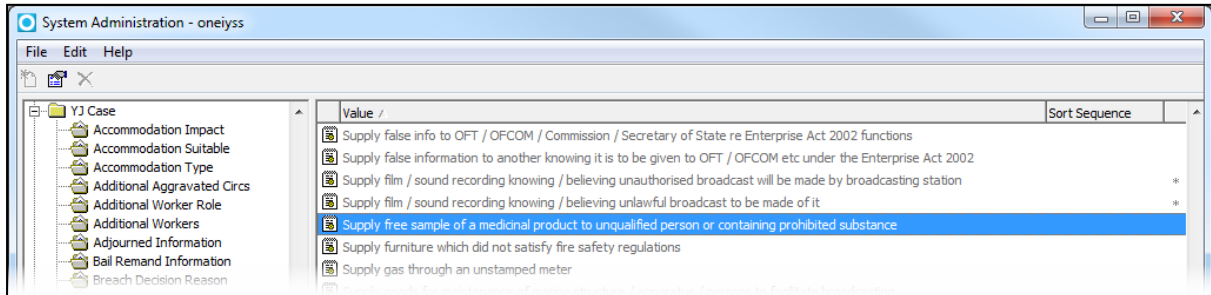 System Administration - oneiyss
File Edit Help
YJ Case
Accommodation Impact
Accommodation Suitable
Accommodation Type
Additional Aggravated Circs
Additional Worker Role
Additional Workers
Adjourned Information
Bail Remand Information
Breach Decision Reason
Value Sort Sequence
Supply false info to OFT / OFCOM / Commission / Secretary of State re Enterprise Act 2002 functions
Supply false information to another knowing it is to be given to OFT / OFCOM etc under the Enterprise Act 2002
Supply film / sound recording knowing / believing unauthorised broadcast will be made by broadcasting station *
Supply film / sound recording knowing / believing unlawful broadcast to be made of it *
Supply free sample of a medicinal product to unqualified person or containing prohibited substance
Supply furniture which did not satisfy fire safety regulations
Supply gas through an unstamped meter